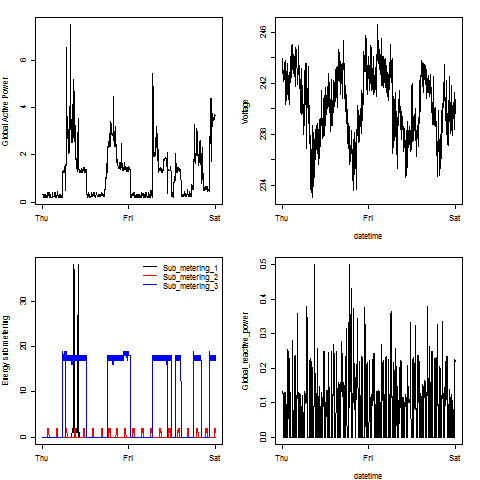 Global Active Power
0
2
4
6
Thu
Fri
Sat
Voltage
234
238
242
246
Thu
Fri
Sat
datetime
Energy sub metering
0
10
20
30
Sub_metering_1
Sub_metering_2
Sub_metering_3
Thu
Fri
Sat
Global_reactive_power
0.0
0.1
0.2
0.3
0.4
0.5
Thu
Fri
Sat
datetime